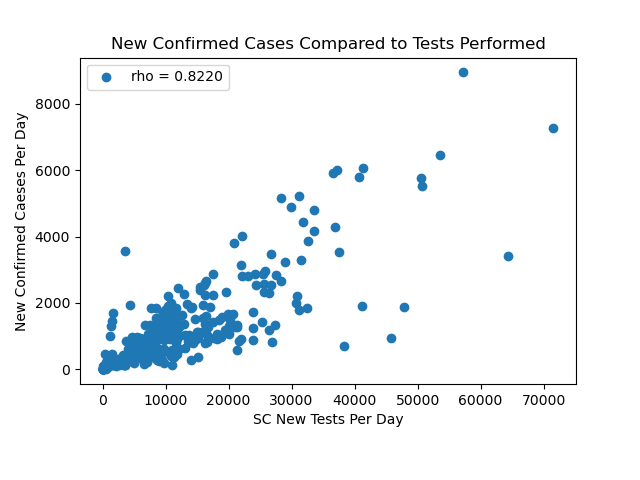 New Confirmed Cases Compared to Tests Performed
rho = 0.8220
New Confirmed Caeses Per Day
8000
6000
4000
2000
0
0 10000 20000 30000 40000 50000 60000 70000
SC New Tests Per Day